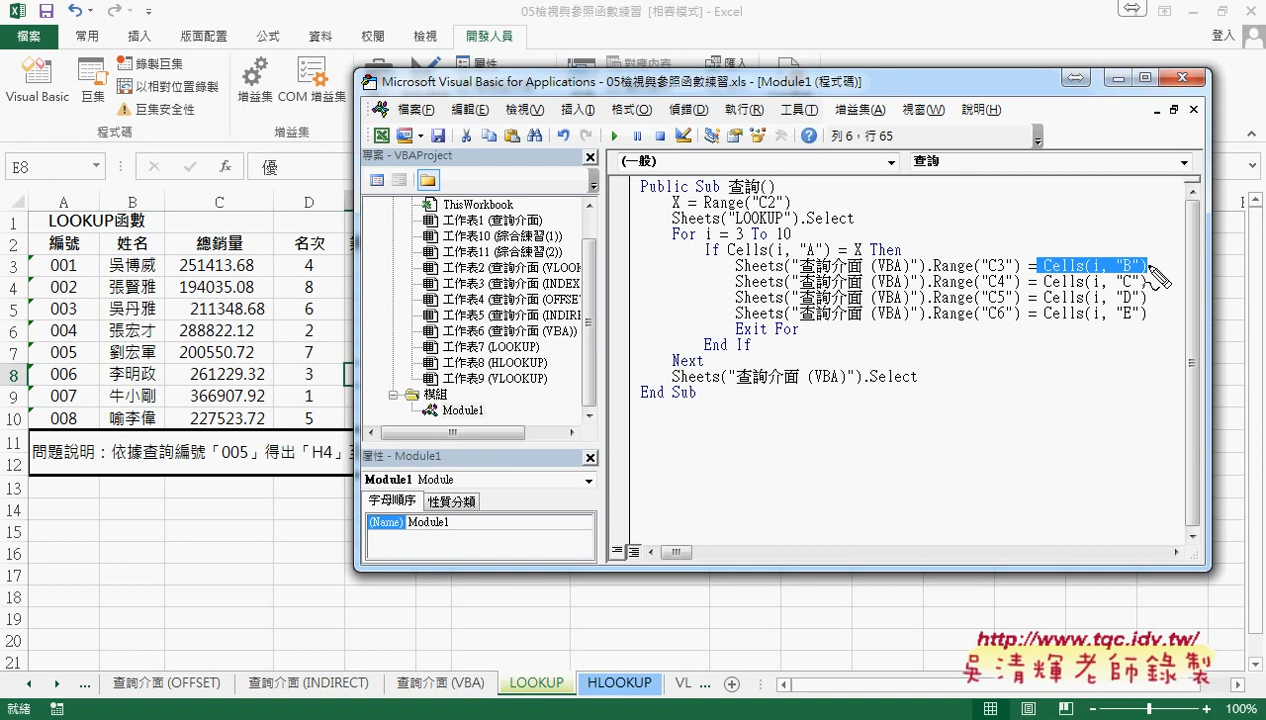 05檢視與參照函數練習 [相容模式] - Excel
檔案 常用 插入 版面配置 公式 資料 校閱 檢視 開發人員 登入
Visual Basic 巨集 錄製巨集 以相對位置錄製 巨集安全性 增益集 COM 增益集 屬性 匯入
程式碼 增益集
E8 優
A B C D
1 LOOKUP函數
2 編號 姓名 總銷量 名次
3 001 吳博威 251413.68 4
4 002 張賢雅 194035.08 8
5 003 吳丹雅 211348.68 6
6 004 張宏才 288822.12 2
7 005 劉宏軍 200550.72 7
8 006 李明政 261229.32 3
9 007 牛小剛 366907.92 1
10 008 喻李偉 227523.72 5
11 問題說明：依據查詢編號「005」得出「H4」
12
13
14
15
16
17
18
19
20
21
Microsoft Visual Basic for Applications - 05檢視與參照函數練習.xls - [Module1 (程式碼)]
檔案(F) 編輯(E) 檢視(V) 插入(I) 格式(O) 偵錯(D) 執行(R) 工具(T) 增益集(A) 視窗(W) 說明(H)
列 6，行 65
專案 - VBAProject
ThisWorkbook
工作表1 (查詢介面)
工作表10 (綜合練習(1))
工作表11 (綜合練習(2))
工作表2 (查詢介面 (VLOO
工作表3 (查詢介面 (INDEX
工作表4 (查詢介面 (OFFSE
工作表5 (查詢介面 (INDIRE
工作表6 (查詢介面 (VBA))
工作表7 (LOOKUP)
工作表8 (HLOOKUP)
工作表9 (VLOOKUP)
模組
Module1
屬性 - Module1
Module1 Module
字母順序 性質分類
(Name) Module1
(一般) 查詢
Public Sub 查詢()
X = Range("C2")
Sheets("LOOKUP").Select
For i = 3 To 10
If Cells(i, "A") = X Then
Sheets("查詢介面 (VBA)").Range("C3") = Cells(i, "B")
Sheets("查詢介面 (VBA)").Range("C4") = Cells(i, "C")
Sheets("查詢介面 (VBA)").Range("C5") = Cells(i, "D")
Sheets("查詢介面 (VBA)").Range("C6") = Cells(i, "E")
Exit For
End If
Next
Sheets("查詢介面 (VBA)").Select
End Sub
http://www.tqc.idv.tw/
吳清輝老師錄製
... 查詢介面 (OFFSET) 查詢介面 (INDIRECT) 查詢介面 (VBA) LOOKUP HLOOKUP VL ...
就緒 100%